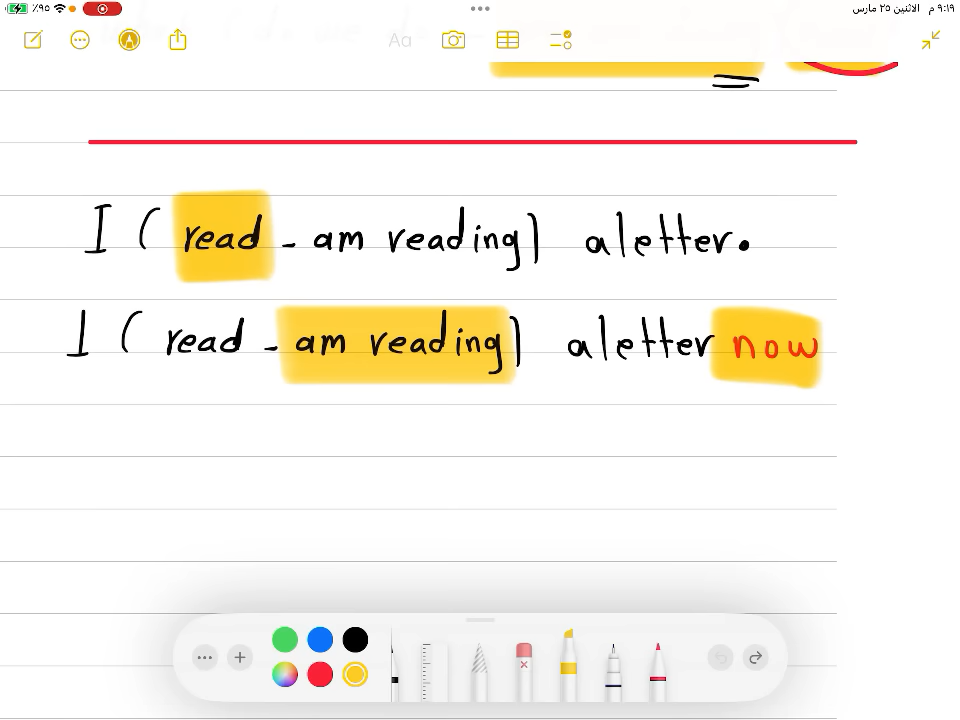 ٪٩٥ ٩:١٩ م الاثنين ٢٥ مارس
Aa
I ( read - am reading) aletter.
I ( read - am reading) aletter now